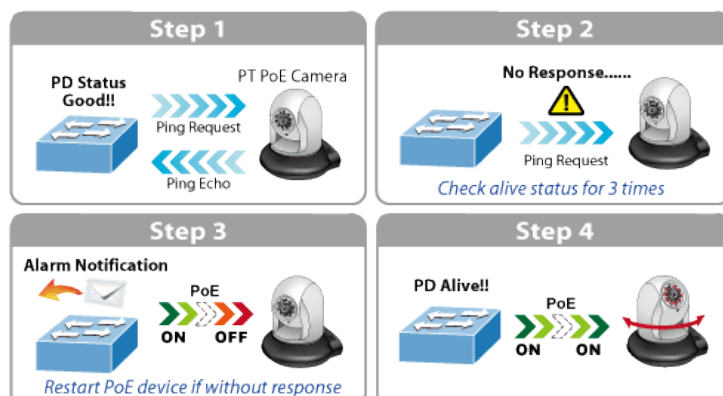 Step 1
PD Status
Good!!
PT PoE Camera
Ping Request
Ping Echo
Step 2
No Response......
Ping Request
Check alive status for 3 times
Step 3
Alarm Notification
PoE
ON OFF
Restart PoE device if without response
Step 4
PD Alive!!
PoE
ON ON